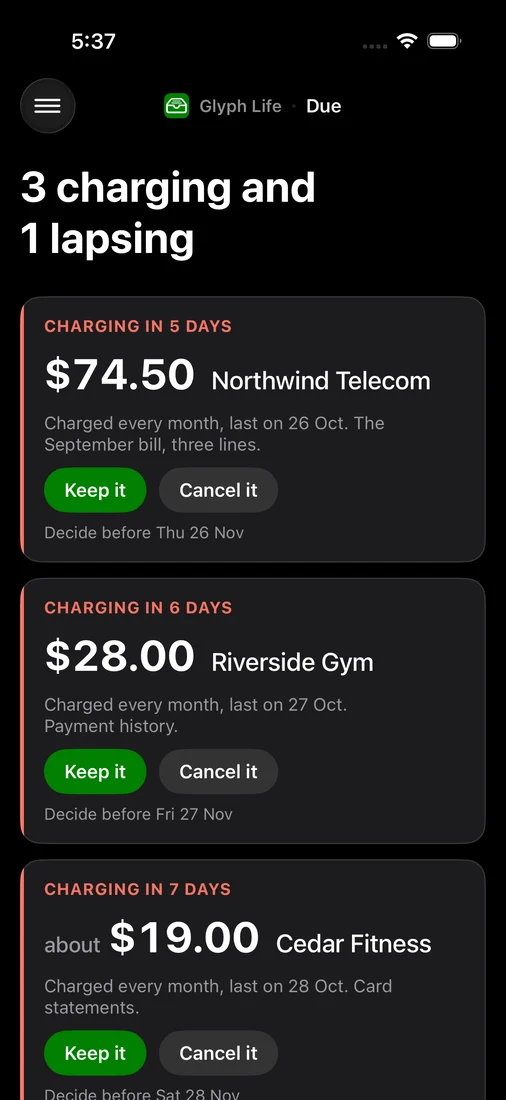 5:37
Glyph Life · Due
3 charging and
1 lapsing
CHARGING IN 5 DAYS
$74.50 Northwind Telecom
Charged every month, last on 26 Oct. The
September bill, three lines.
Keep it Cancel it
Decide before Thu 26 Nov
CHARGING IN 6 DAYS
$28.00 Riverside Gym
Charged every month, last on 27 Oct.
Payment history.
Keep it Cancel it
Decide before Fri 27 Nov
CHARGING IN 7 DAYS
about $19.00 Cedar Fitness
Charged every month, last on 28 Oct. Card
statements.
Keep it Cancel it
Decide before Sat 28 Nov